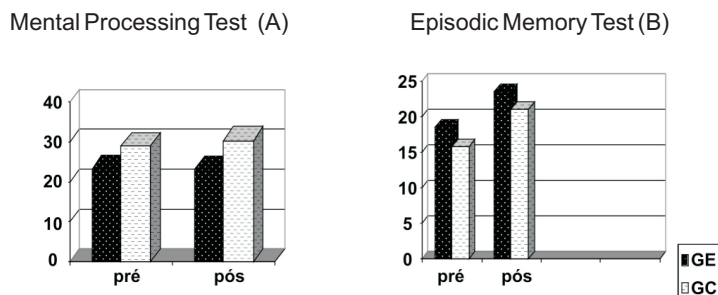 Mental Processing Test (A)
Episodic Memory Test (B)
40
30
20
10
0
pré pós
25
20
15
10
5
0
pré pós
GE
GC